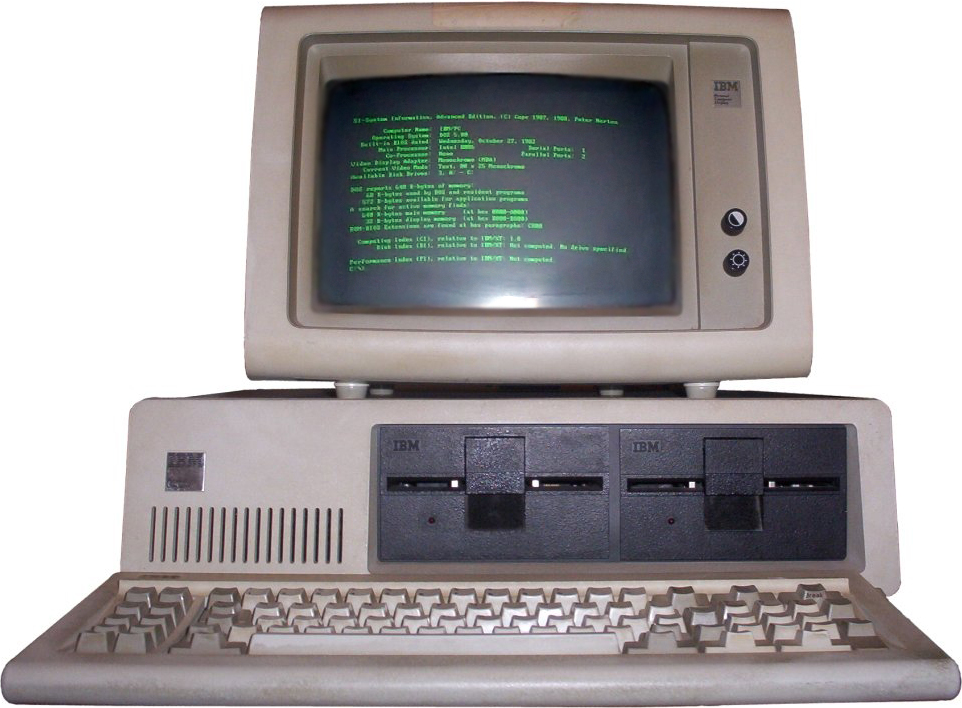 IBM
Personal
Computer
Display
SI-System Information, Advanced Edition, (C) Copr 1987, 1988, Peter Norton
Computer Name: IBM/PC
Operating System: DOS 5.00
Built-in BIOS dated: Wednesday, October 27, 1982
Main Processor: Intel 8088 Serial Ports: 1
Co-Processor: None Parallel Ports: 2
Video Display Adapter: Monochrome (MDA)
Current Video Mode: Text, 80 x 25 Monochrome
Available Disk Drives: 3, A: - C:
DOS reports 640 K-bytes of memory:
K-bytes used by DOS and resident programs
572 K-bytes available for application programs
A search for active memory finds:
640 K-bytes main memory (at hex 0000-A000)
32 K-bytes display memory (at hex B000-B800)
ROM-BIOS Extensions are found at hex paragraphs: C800
Computing Index (CI), relative to IBM/XT: 1.0
Disk Index (DI), relative to IBM/XT: Not computed. No drive specified.
Performance Index (PI), relative to IBM/XT: Not computed.
C:\>
IBM
IBM
IBM
Break